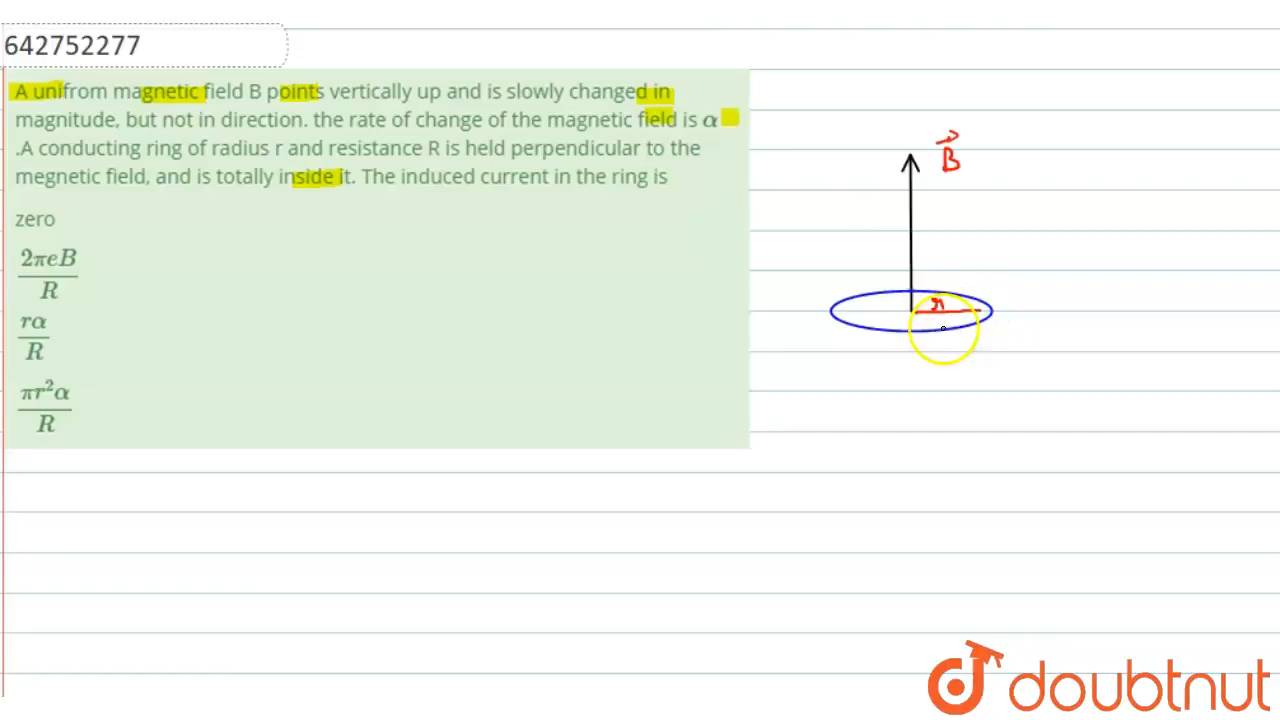 642752277
A unifrom magnetic field B points vertically up and is slowly changed in
magnitude, but not in direction. the rate of change of the magnetic field is α
.A conducting ring of radius r and resistance R is held perpendicular to the
megnetic field, and is totally inside it. The induced current in the ring is
zero
2πeB
R
rα
R
πr²α
R
B⃗
r
doubtnut